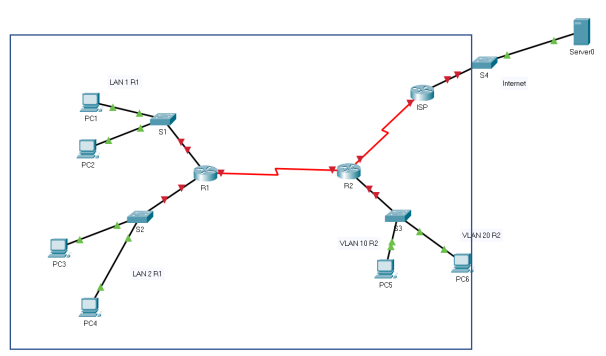 Server0
S4
Internet
ISP
LAN 1 R1
PC1
S1
PC2
R1
R2
S2
S3
PC3
LAN 2 R1
PC4
VLAN 10 R2
VLAN 20 R2
PC5
PC6